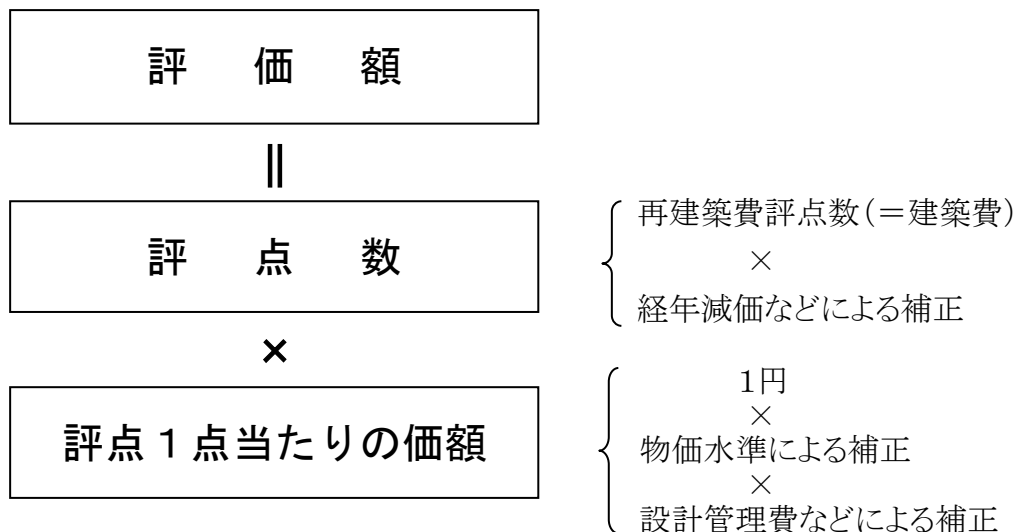 評価額
||
評点数
再建築費評点数(=建築費)
×
経年減価などによる補正
×
評点1点当たりの価額
1円
×
物価水準による補正
×
設計管理費などによる補正